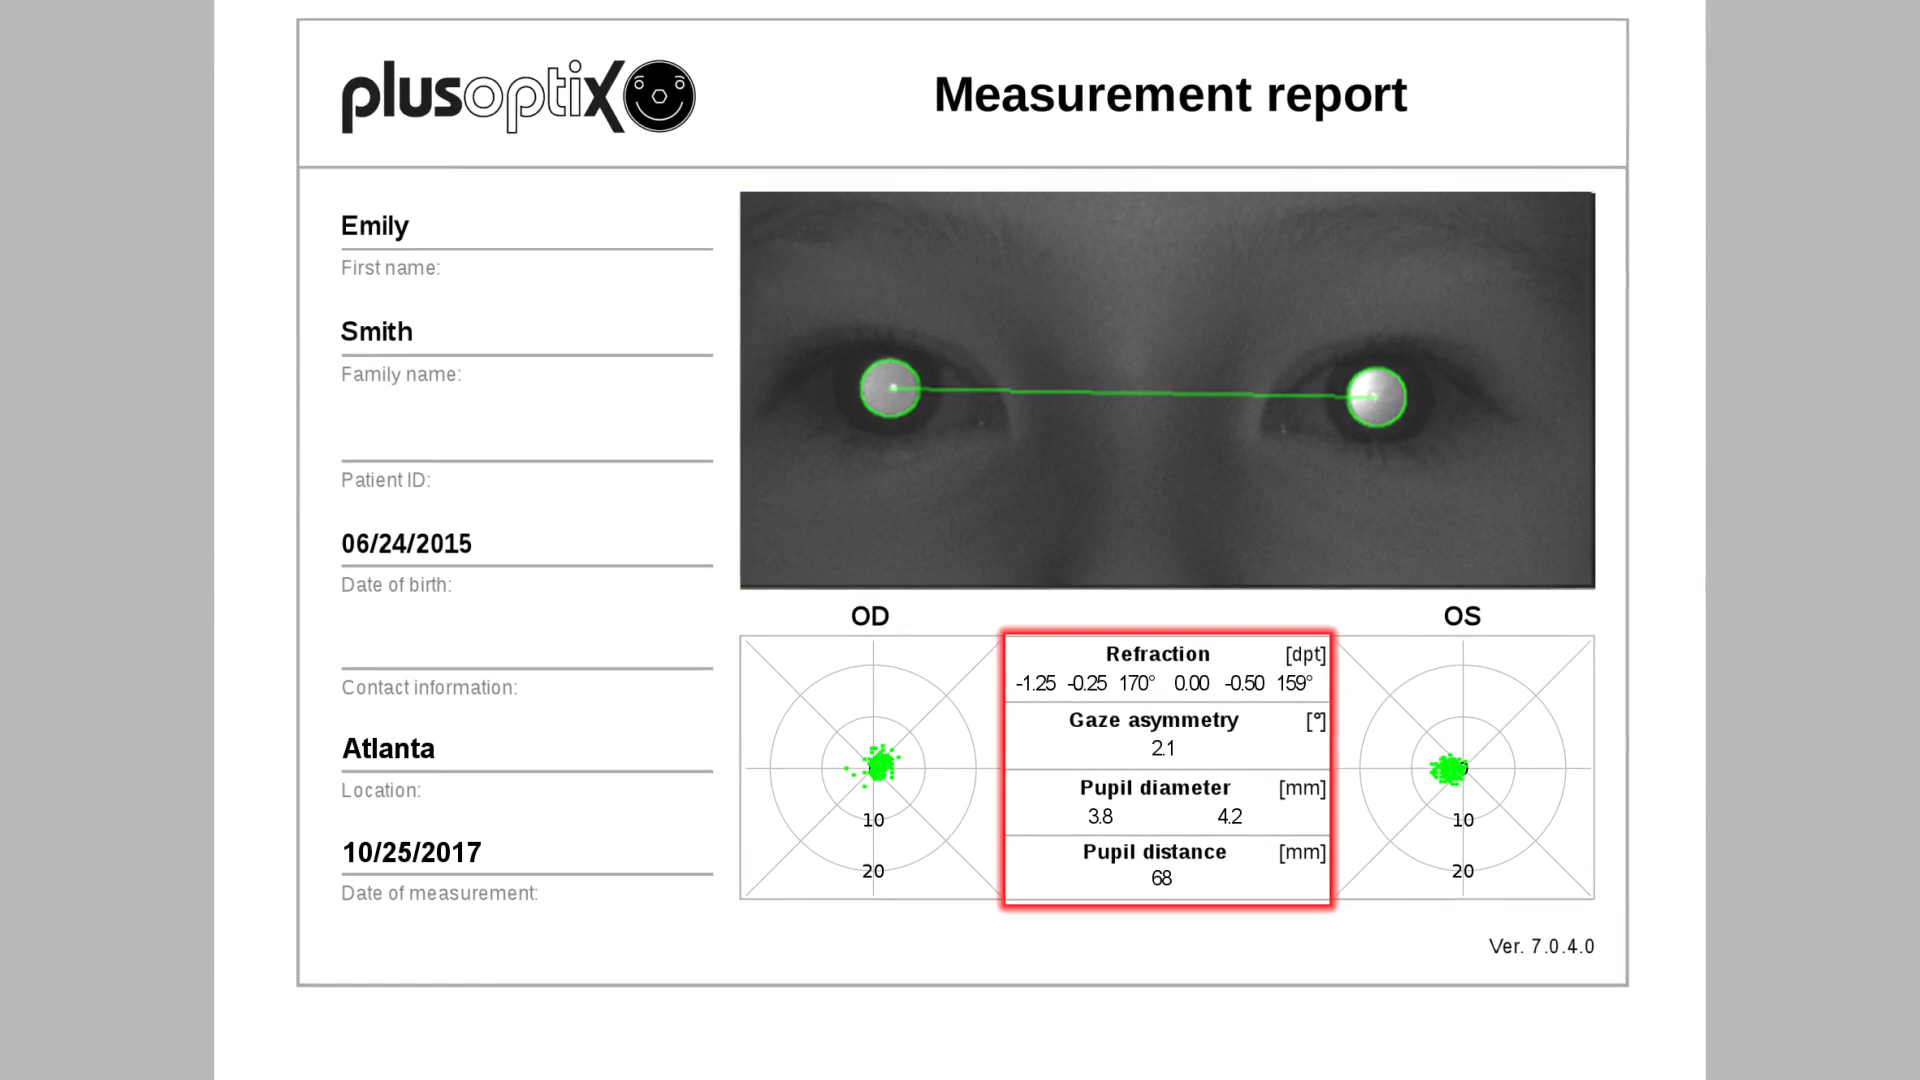 plusoptiX
Measurement report
Emily
First name:
Smith
Family name:
Patient ID:
06/24/2015
Date of birth:
Contact information:
Atlanta
Location:
10/25/2017
Date of measurement:
OD
OS
10
20
Refraction [dpt]
-1.25 -0.25 170° 0.00 -0.50 159°
Gaze asymmetry [°]
2.1
Pupil diameter [mm]
3.8 4.2
Pupil distance [mm]
68
10
20
Ver. 7.0.4.0